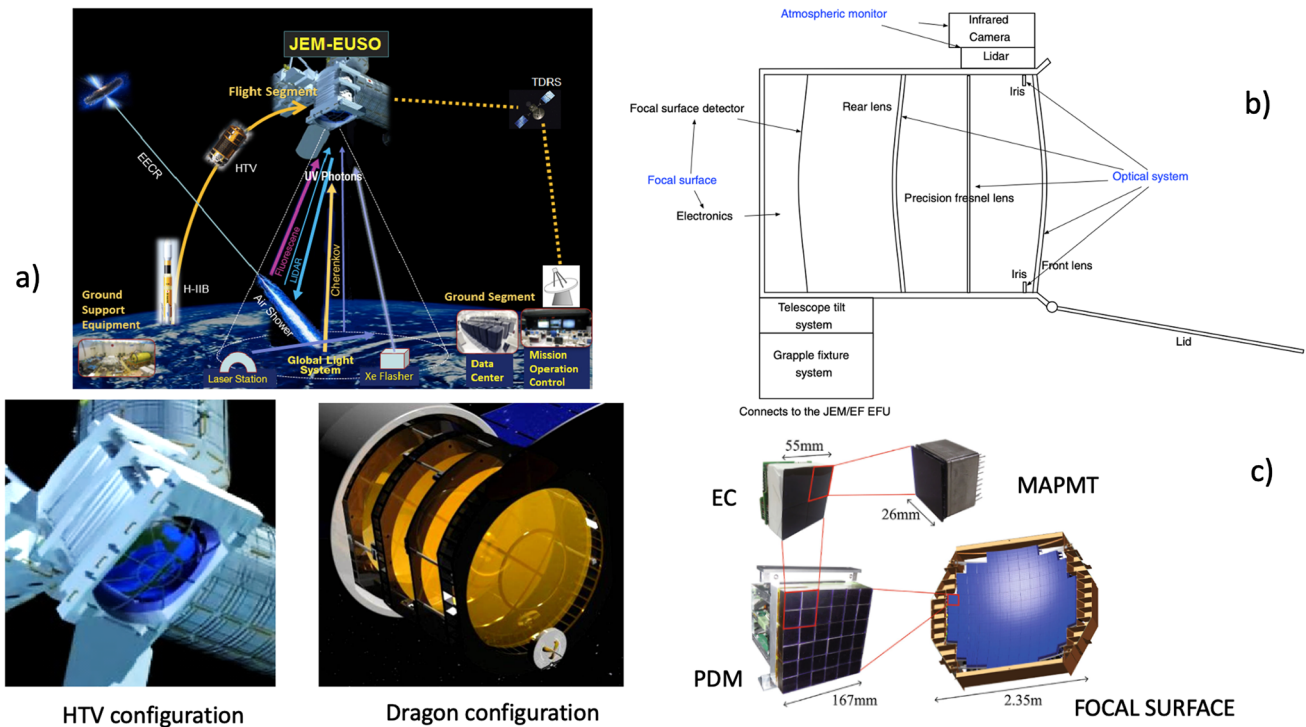 JEM-EUSO
Flight Segment
TDRS
EECR
HTV
UV Photons
Fluorescene
LIDAR
Cherenkov
a)
H-IIB
Air Shower
Ground
Support
Equipment
Ground Segment
Global Light
System
Laser Station
Xe Flasher
Data
Center
Mission
Operation
Control
Atmospheric monitor
Infrared
Camera
Lidar
b)
Iris
Rear lens
Focal surface detector
Focal surface
Optical system
Precision fresnel lens
Electronics
Iris
Front lens
Telescope tilt
system
Lid
Grapple fixture
system
Connects to the JEM/EF EFU
HTV configuration
Dragon configuration
55mm
c)
EC
MAPMT
26mm
PDM
167mm
2.35m
FOCAL SURFACE